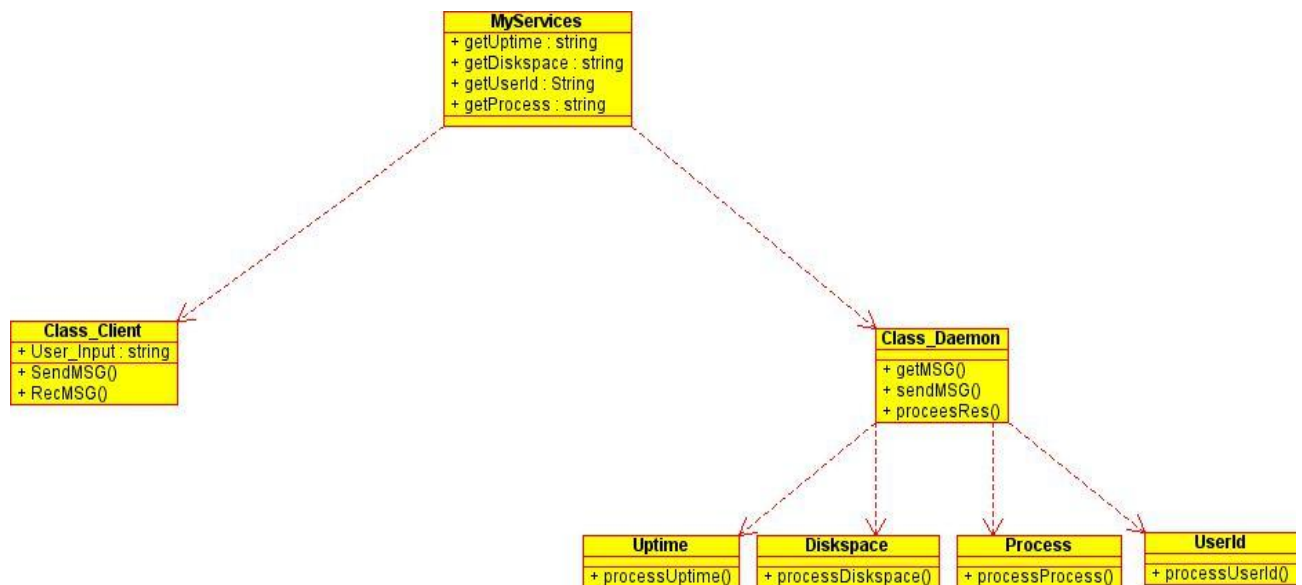 MyServices
+ getUptime : string
+ getDiskspace : string
+ getUserId : String
+ getProcess : string
Class_Client
+ User_Input : string
+ SendMSG()
+ RecMSG()
Class_Daemon
+ getMSG()
+ sendMSG()
+ proceesRes()
Uptime
+ processUptime()
Diskspace
+ processDiskspace()
Process
+ processProcess()
UserId
+ processUserId()